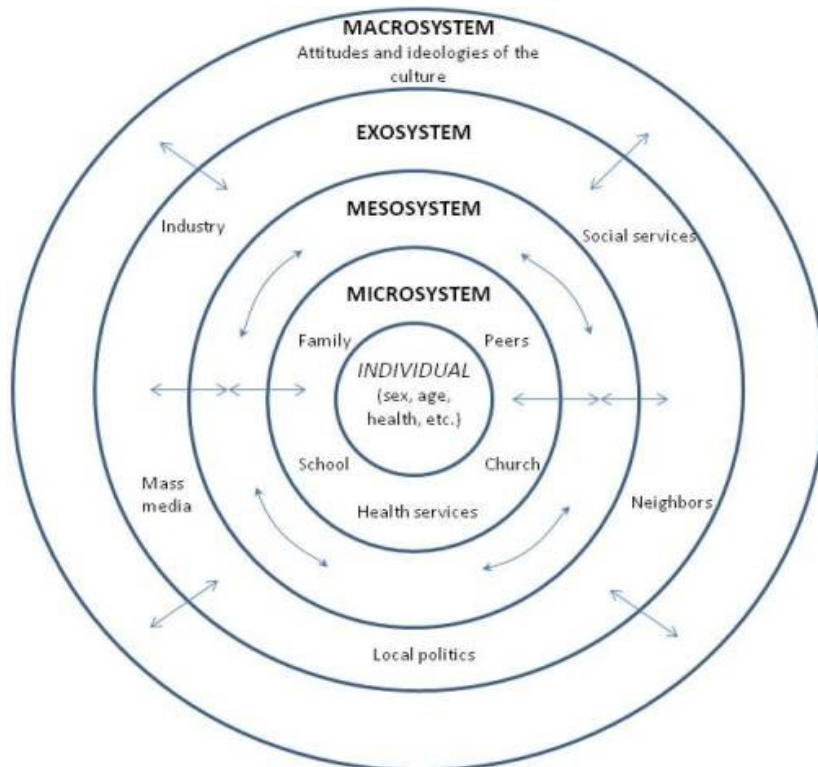 MACROSYSTEM
Attitudes and ideologies of the
culture
EXOSYSTEM
MESOSYSTEM
Industry
Social services
MICROSYSTEM
Family
Peers
INDIVIDUAL
(sex, age,
health, etc.)
School
Church
Mass
media
Health services
Neighbors
Local politics